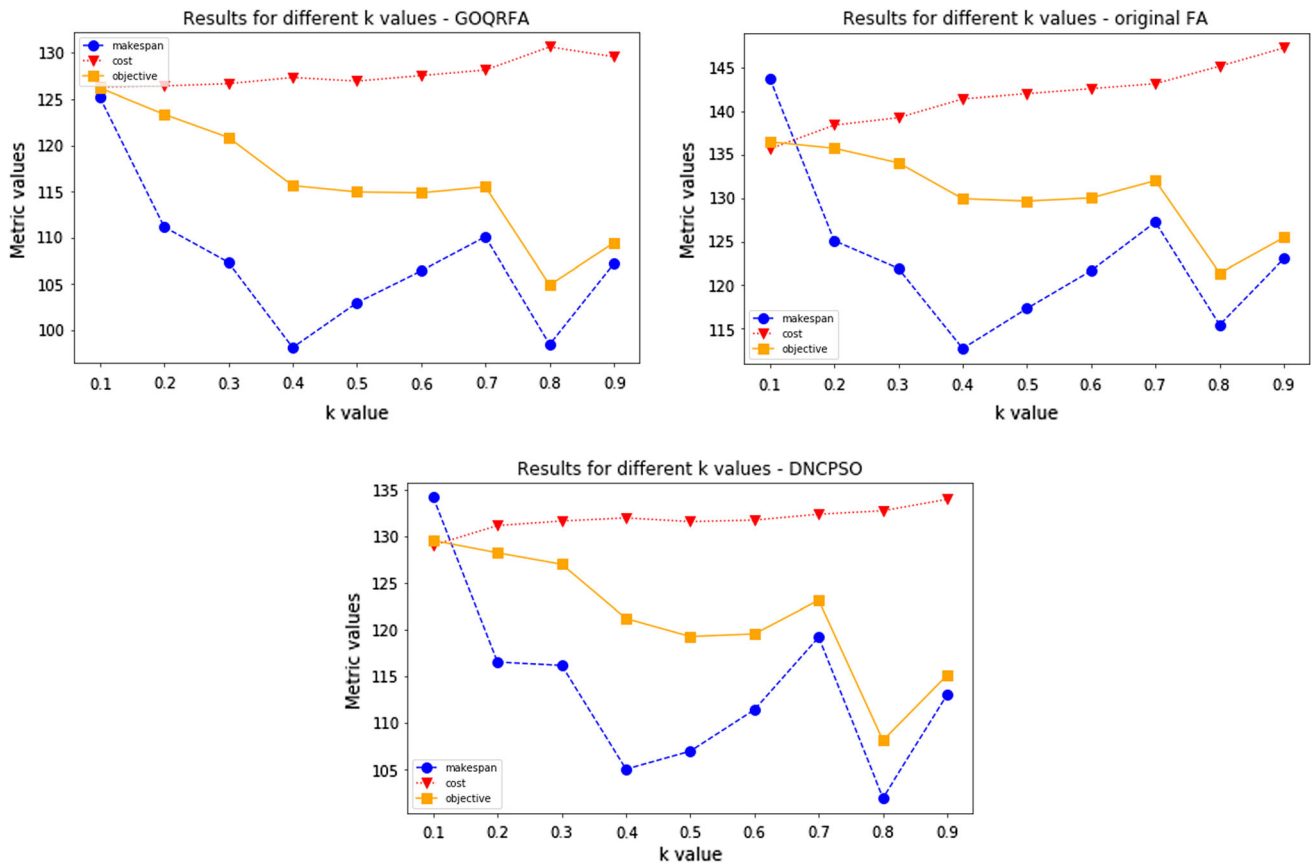 Results for different k values - GOQRFA
makespan
cost
objective
Metric values
130
125
120
115
110
105
100
0.1 0.2 0.3 0.4 0.5 0.6 0.7 0.8 0.9
k value
Results for different k values - original FA
Metric values
145
140
135
130
125
120
115
makespan
cost
objective
0.1 0.2 0.3 0.4 0.5 0.6 0.7 0.8 0.9
k value
Results for different k values - DNCPSO
Metric values
135
130
125
120
115
110
105
makespan
cost
objective
0.1 0.2 0.3 0.4 0.5 0.6 0.7 0.8 0.9
k value